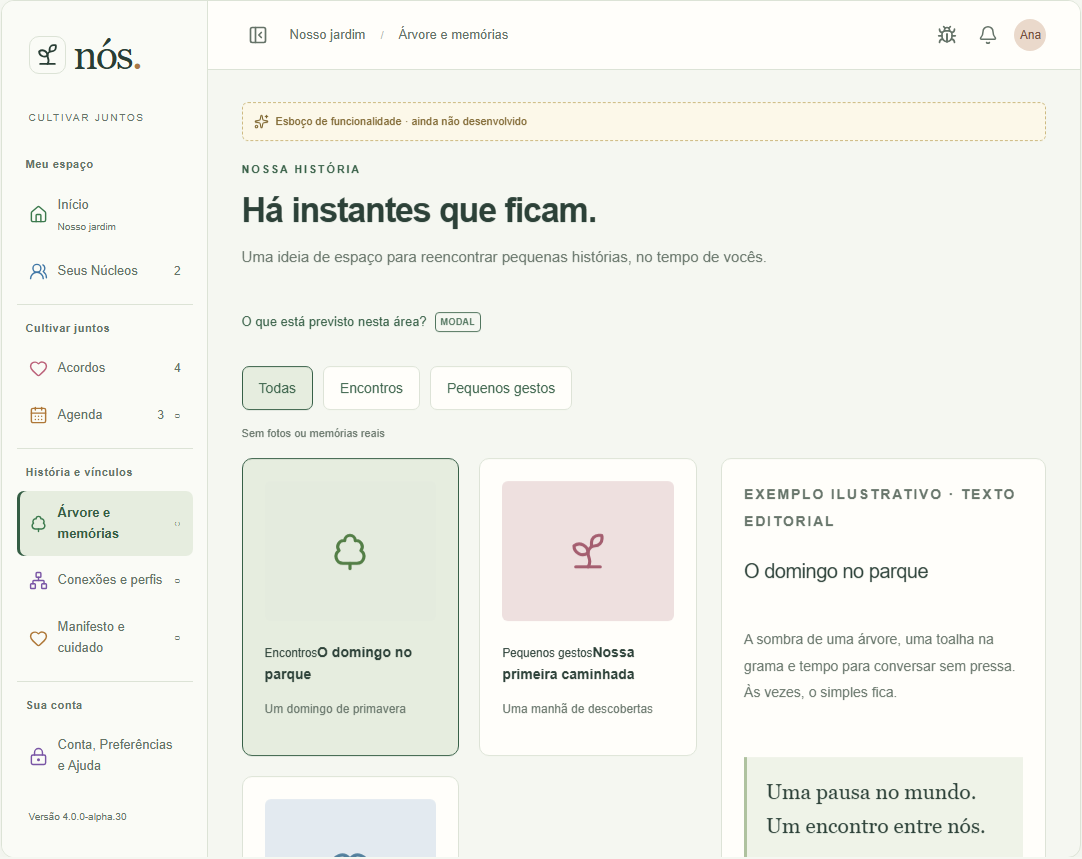 nós.
CULTIVAR JUNTOS
Meu espaço
Início
Nosso jardim
Seus Núcleos 2
Cultivar juntos
Acordos 4
Agenda 3
História e vínculos
Árvore e
memórias
Conexões e perfis
Manifesto e
cuidado
Sua conta
Conta, Preferências
e Ajuda
Versão 4.0.0-alpha.30
Nosso jardim / Árvore e memórias
Ana
Esboço de funcionalidade · ainda não desenvolvido
NOSSA HISTÓRIA
Há instantes que ficam.
Uma ideia de espaço para reencontrar pequenas histórias, no tempo de vocês.
O que está previsto nesta área? MODAL
Todas Encontros Pequenos gestos
Sem fotos ou memórias reais
EncontrosO domingo no
parque
Um domingo de primavera
Pequenos gestosNossa
primeira caminhada
Uma manhã de descobertas
EXEMPLO ILUSTRATIVO · TEXTO
EDITORIAL
O domingo no parque
A sombra de uma árvore, uma toalha na
grama e tempo para conversar sem pressa.
Às vezes, o simples fica.
Uma pausa no mundo.
Um encontro entre nós.